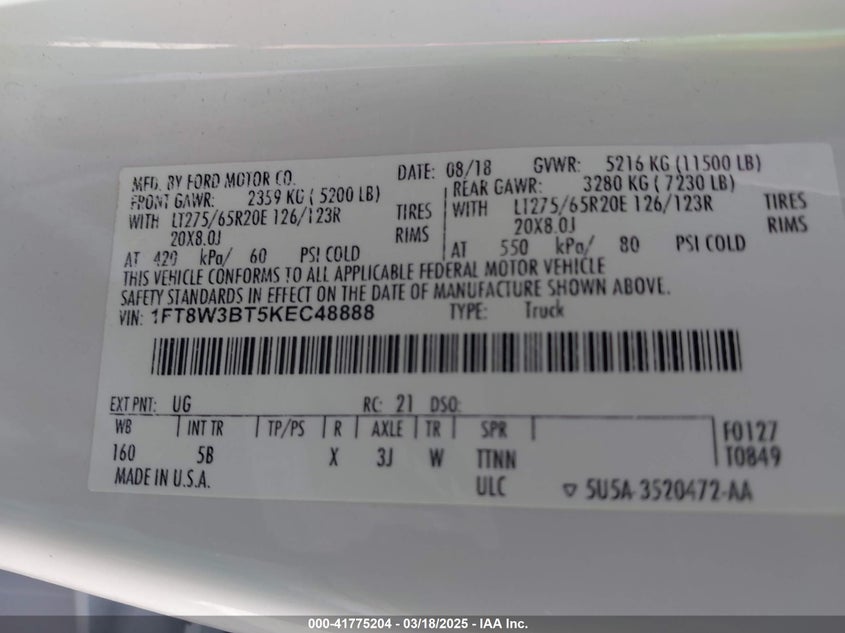 MFD. BY FORD MOTOR CO. DATE: 08/18 GVWR: 5216 KG (11500 LB)
FRONT GAWR: 2359 KG (5200 LB) REAR GAWR: 3280 KG (7230 LB)
WITH LT275/65R20E 126/123R TIRES WITH LT275/65R20E 126/123R TIRES
20X8.0J RIMS 20X8.0J RIMS
AT 420 kPa/ 60 PSI COLD AT 550 kPa/ 80 PSI COLD
THIS VEHICLE CONFORMS TO ALL APPLICABLE FEDERAL MOTOR VEHICLE
SAFETY STANDARDS IN EFFECT ON THE DATE OF MANUFACTURE SHOWN ABOVE.
VIN: 1FT8W3BT5KEC48888 TYPE: Truck
EXT PNT: UG RC: 21 DSO:
WB INT TR TP/PS R AXLE TR SPR F0127
160 5B X 3J W TTNN T0849
MADE IN U.S.A. ULC ▽ 5U5A-3520472-AA
000-41775204 - 03/18/2025 - IAA Inc.